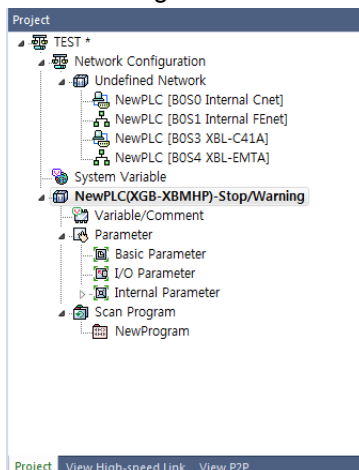 Project
TEST *
Network Configuration
Undefined Network
NewPLC [B0S0 Internal Cnet]
NewPLC [B0S1 Internal FEnet]
NewPLC [B0S3 XBL-C41A]
NewPLC [B0S4 XBL-EMTA]
System Variable
NewPLC(XGB-XBMHP)-Stop/Warning
Variable/Comment
Parameter
Basic Parameter
I/O Parameter
Internal Parameter
Scan Program
NewProgram
Project View High-speed Link View P2P